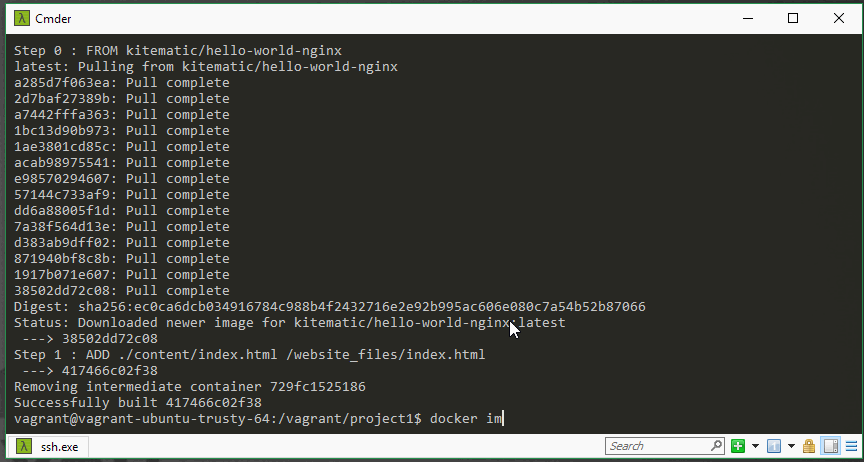 Cmder
Step 0 : FROM kitematic/hello-world-nginx
latest: Pulling from kitematic/hello-world-nginx
a285d7f063ea: Pull complete
2d7baf27389b: Pull complete
a7442fffa363: Pull complete
1bc13d90b973: Pull complete
1ae3801cd85c: Pull complete
acab98975541: Pull complete
e98570294607: Pull complete
57144c733af9: Pull complete
dd6a88005f1d: Pull complete
7a38f564d13e: Pull complete
d383ab9dff02: Pull complete
871940bf8c8b: Pull complete
1917b071e607: Pull complete
38502dd72c08: Pull complete
Digest: sha256:ec0ca6dcb034916784c988b4f2432716e2e92b995ac606e080c7a54b52b87066
Status: Downloaded newer image for kitematic/hello-world-nginx:latest
 ---> 38502dd72c08
Step 1 : ADD ./content/index.html /website_files/index.html
 ---> 417466c02f38
Removing intermediate container 729fc1525186
Successfully built 417466c02f38
vagrant@vagrant-ubuntu-trusty-64:/vagrant/project1$ docker im
ssh.exe
Search